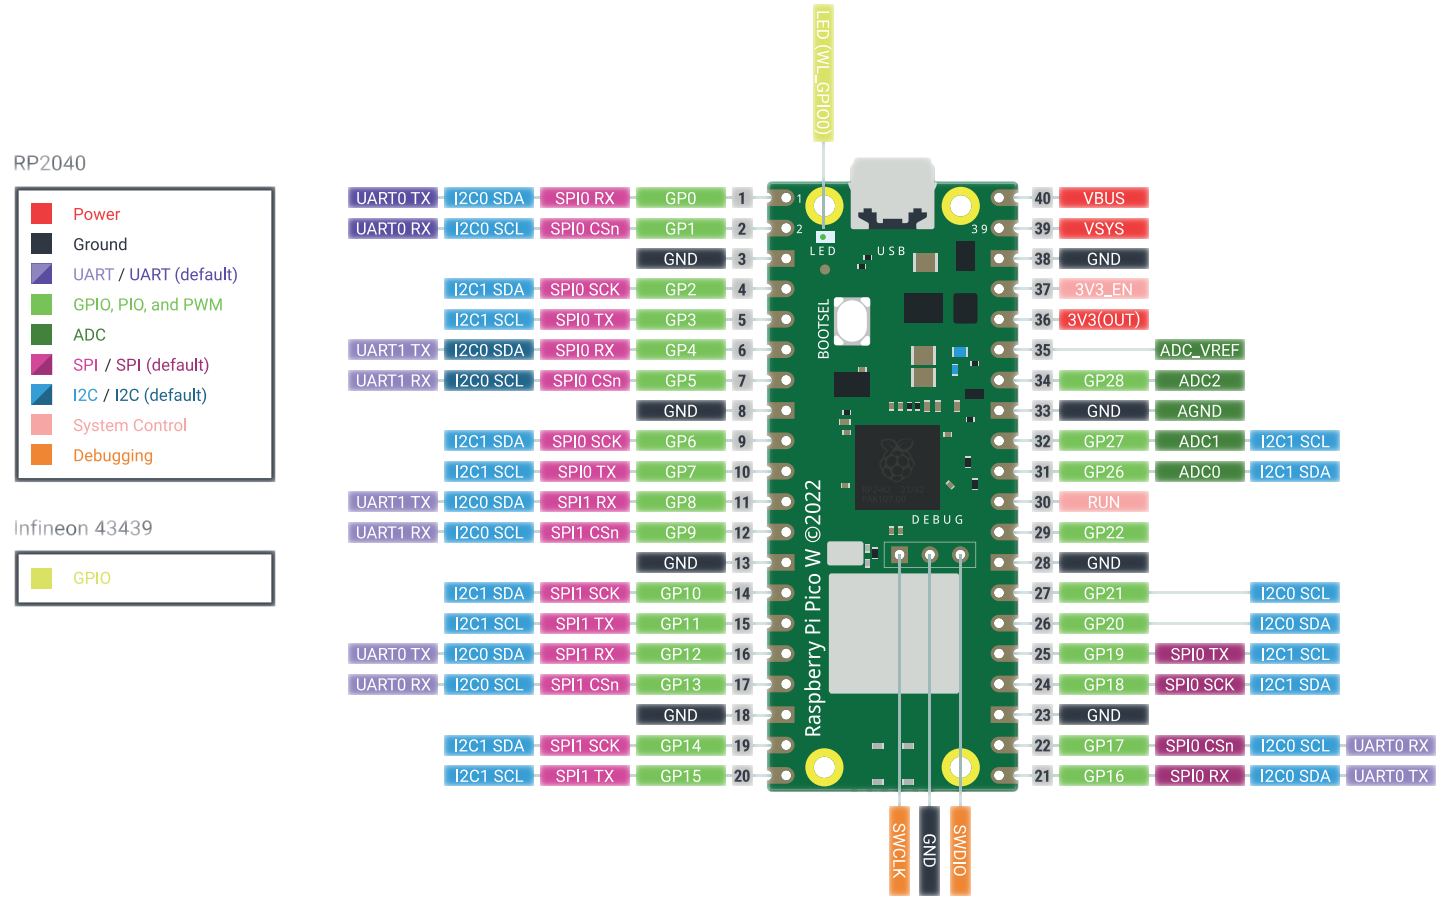 LED (WL_GPIO0)
RP2040
Power
Ground
UART / UART (default)
GPIO, PIO, and PWM
ADC
SPI / SPI (default)
I2C / I2C (default)
System Control
Debugging
Infineon 43439
GPIO
UART0 TX I2C0 SDA SPI0 RX GP0 1
UART0 RX I2C0 SCL SPI0 CSn GP1 2
GND 3
I2C1 SDA SPI0 SCK GP2 4
I2C1 SCL SPI0 TX GP3 5
UART1 TX I2C0 SDA SPI0 RX GP4 6
UART1 RX I2C0 SCL SPI0 CSn GP5 7
GND 8
I2C1 SDA SPI0 SCK GP6 9
I2C1 SCL SPI0 TX GP7 10
UART1 TX I2C0 SDA SPI1 RX GP8 11
UART1 RX I2C0 SCL SPI1 CSn GP9 12
GND 13
I2C1 SDA SPI1 SCK GP10 14
I2C1 SCL SPI1 TX GP11 15
UART0 TX I2C0 SDA SPI1 RX GP12 16
UART0 RX I2C0 SCL SPI1 CSn GP13 17
GND 18
I2C1 SDA SPI1 SCK GP14 19
I2C1 SCL SPI1 TX GP15 20
1
2
39
LED
USB
BOOTSEL
DEBUG
Raspberry Pi Pico W ©2022
40 VBUS
39 VSYS
38 GND
37 3V3_EN
36 3V3(OUT)
35 ADC_VREF
34 GP28 ADC2
33 GND AGND
32 GP27 ADC1 I2C1 SCL
31 GP26 ADC0 I2C1 SDA
30 RUN
29 GP22
28 GND
27 GP21 I2C0 SCL
26 GP20 I2C0 SDA
25 GP19 SPI0 TX I2C1 SCL
24 GP18 SPI0 SCK I2C1 SDA
23 GND
22 GP17 SPI0 CSn I2C0 SCL UART0 RX
21 GP16 SPI0 RX I2C0 SDA UART0 TX
SWCLK
GND
SWDIO